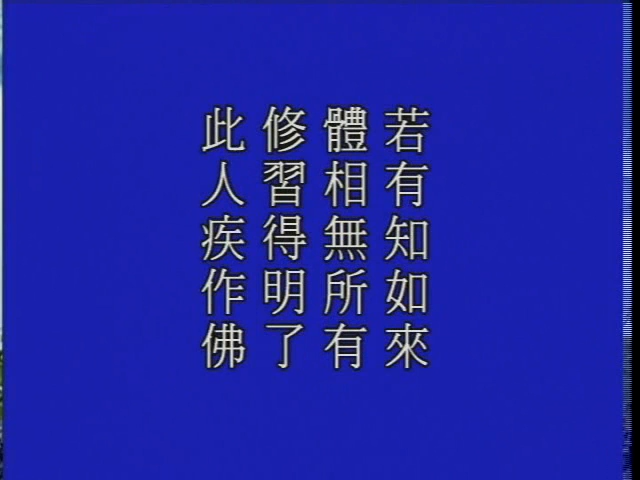 若有知如來
體相無所有
修習得明了
此人疾作佛